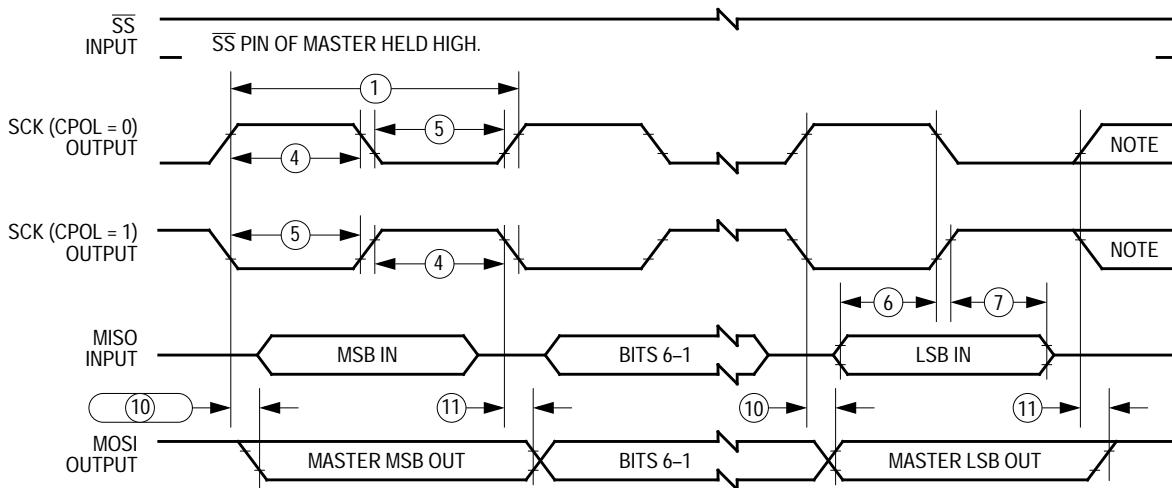 SS
INPUT
SS PIN OF MASTER HELD HIGH.
1
SCK (CPOL = 0)
OUTPUT
5
4
NOTE
SCK (CPOL = 1)
OUTPUT
5
4
NOTE
6
7
MISO
INPUT
MSB IN
BITS 6–1
LSB IN
10
11
10
11
MOSI
OUTPUT
MASTER MSB OUT
BITS 6–1
MASTER LSB OUT